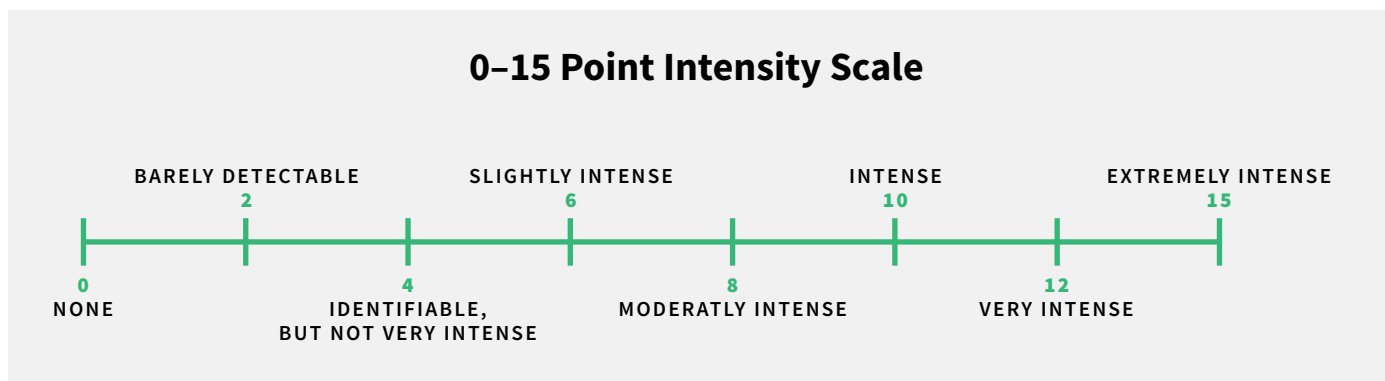 0–15 Point Intensity Scale
BARELY DETECTABLE
2
SLIGHTLY INTENSE
6
INTENSE
10
EXTREMELY INTENSE
15
0
NONE
4
IDENTIFIABLE,
BUT NOT VERY INTENSE
8
MODERATLY INTENSE
12
VERY INTENSE